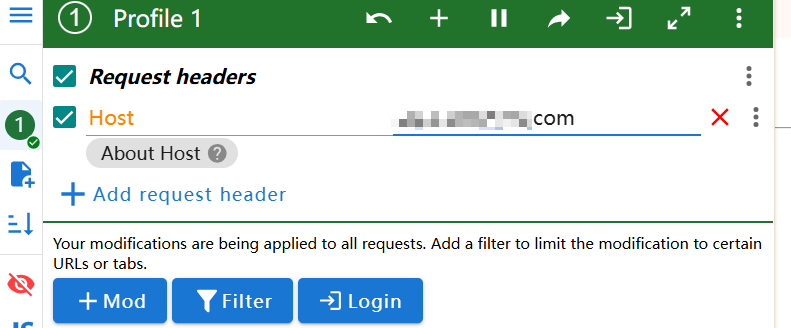 1 Profile 1
Request headers
1
Host com
About Host ?
Add request header
Your modifications are being applied to all requests. Add a filter to limit the modification to certain
URLs or tabs.
Mod Filter Login